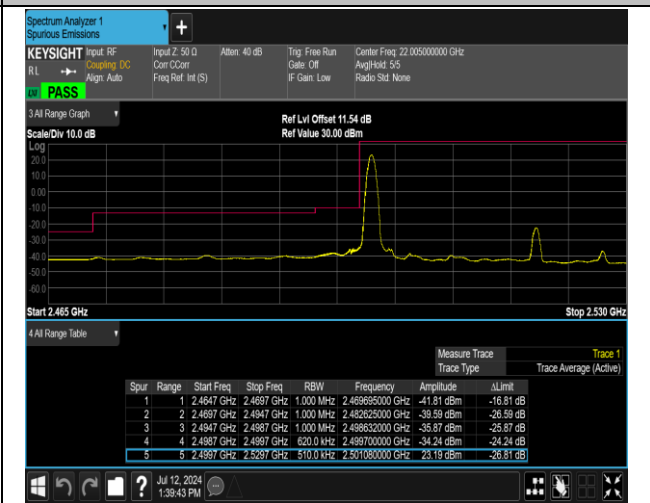 Spectrum Analyzer 1
Spurious Emissions
+
KEYSIGHT Input: RF Input Z: 50 Ω Atten: 40 dB Trig: Free Run Center Freq: 22.005000000 GHz
RL Coupling: DC Corr CCorr Gate: Off Avg|Hold: 5/5
Align: Auto Freq Ref: Int (S) IF Gain: Low Radio Std: None
PASS
3 All Range Graph
Ref Lvl Offset 11.54 dB
Scale/Div 10.0 dB Ref Value 30.00 dBm
Log
20.0
10.0
0.00
-10.0
-20.0
-30.0
-40.0
-50.0
-60.0
Start 2.465 GHz Stop 2.530 GHz
4 All Range Table
Measure Trace Trace 1
Trace Type Trace Average (Active)
Spur Range Start Freq Stop Freq RBW Frequency Amplitude ΔLimit
1 1 2.4647 GHz 2.4697 GHz 1.000 MHz 2.469695000 GHz -41.81 dBm -16.81 dB
2 2 2.4697 GHz 2.4947 GHz 1.000 MHz 2.482625000 GHz -39.59 dBm -26.59 dB
3 3 2.4947 GHz 2.4987 GHz 1.000 MHz 2.498632000 GHz -35.87 dBm -25.87 dB
4 4 2.4987 GHz 2.4997 GHz 620.0 kHz 2.499700000 GHz -34.24 dBm -24.24 dB
5 5 2.4997 GHz 2.5297 GHz 510.0 kHz 2.501080000 GHz 23.19 dBm -26.81 dB
? Jul 12, 2024
1:39:43 PM